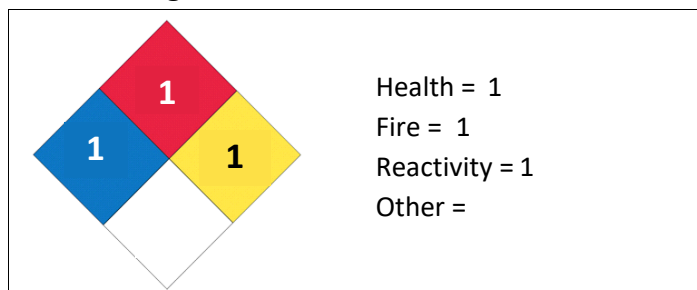 1
1
1
Health = 1
Fire = 1
Reactivity = 1
Other =